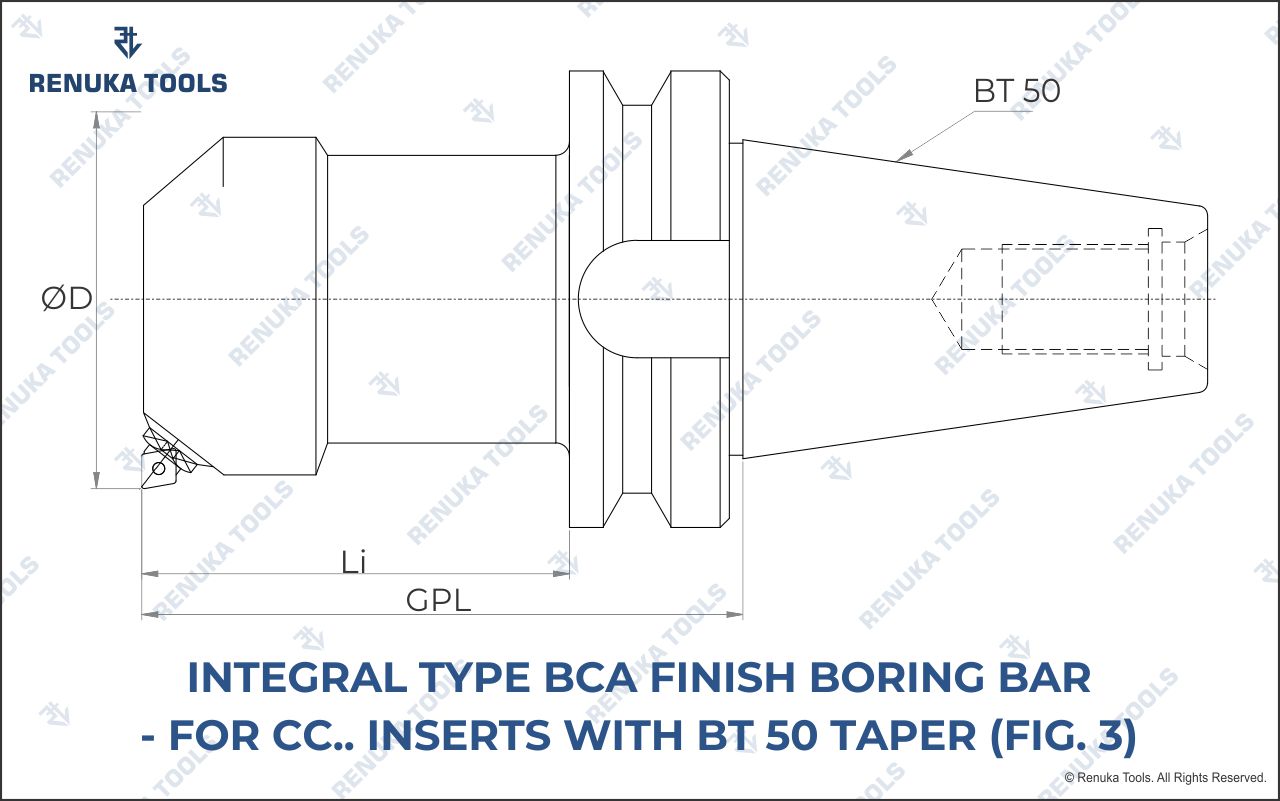 RENUKA TOOLS
BT 50
ØD
Li
GPL
INTEGRAL TYPE BCA FINISH BORING BAR
- FOR CC.. INSERTS WITH BT 50 TAPER (FIG. 3)
© Renuka Tools. All Rights Reserved.